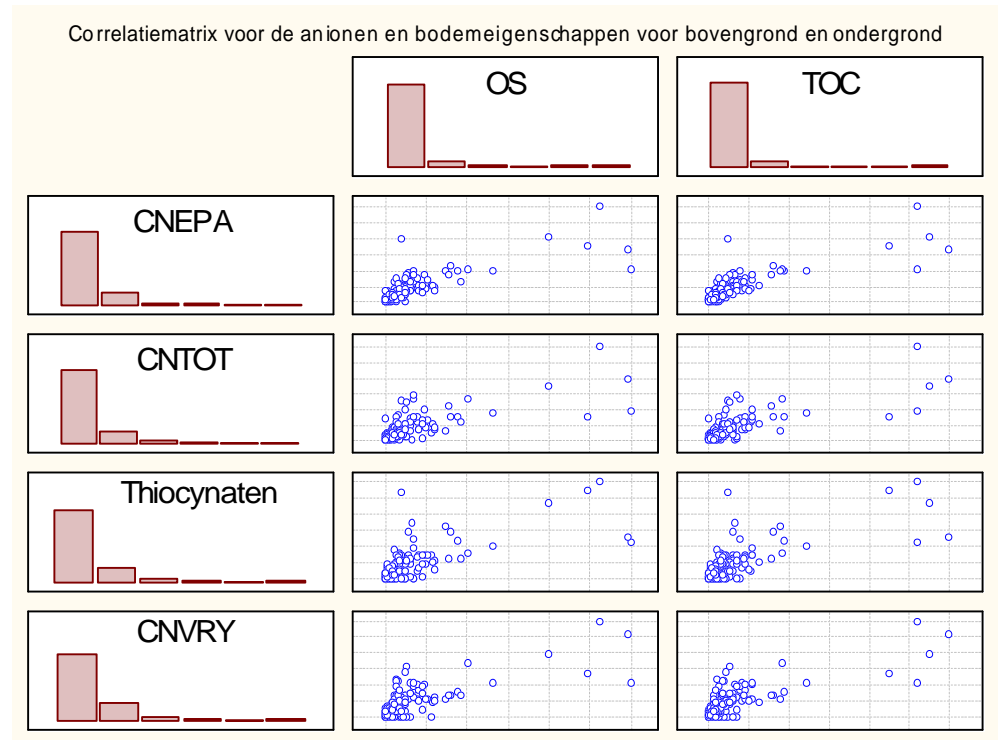 Correlatiematrix voor de anionen en bodemeigenschappen voor bovengrond en ondergrond
OS
TOC
CNEPA
CNTOT
Thiocynaten
CNVRY